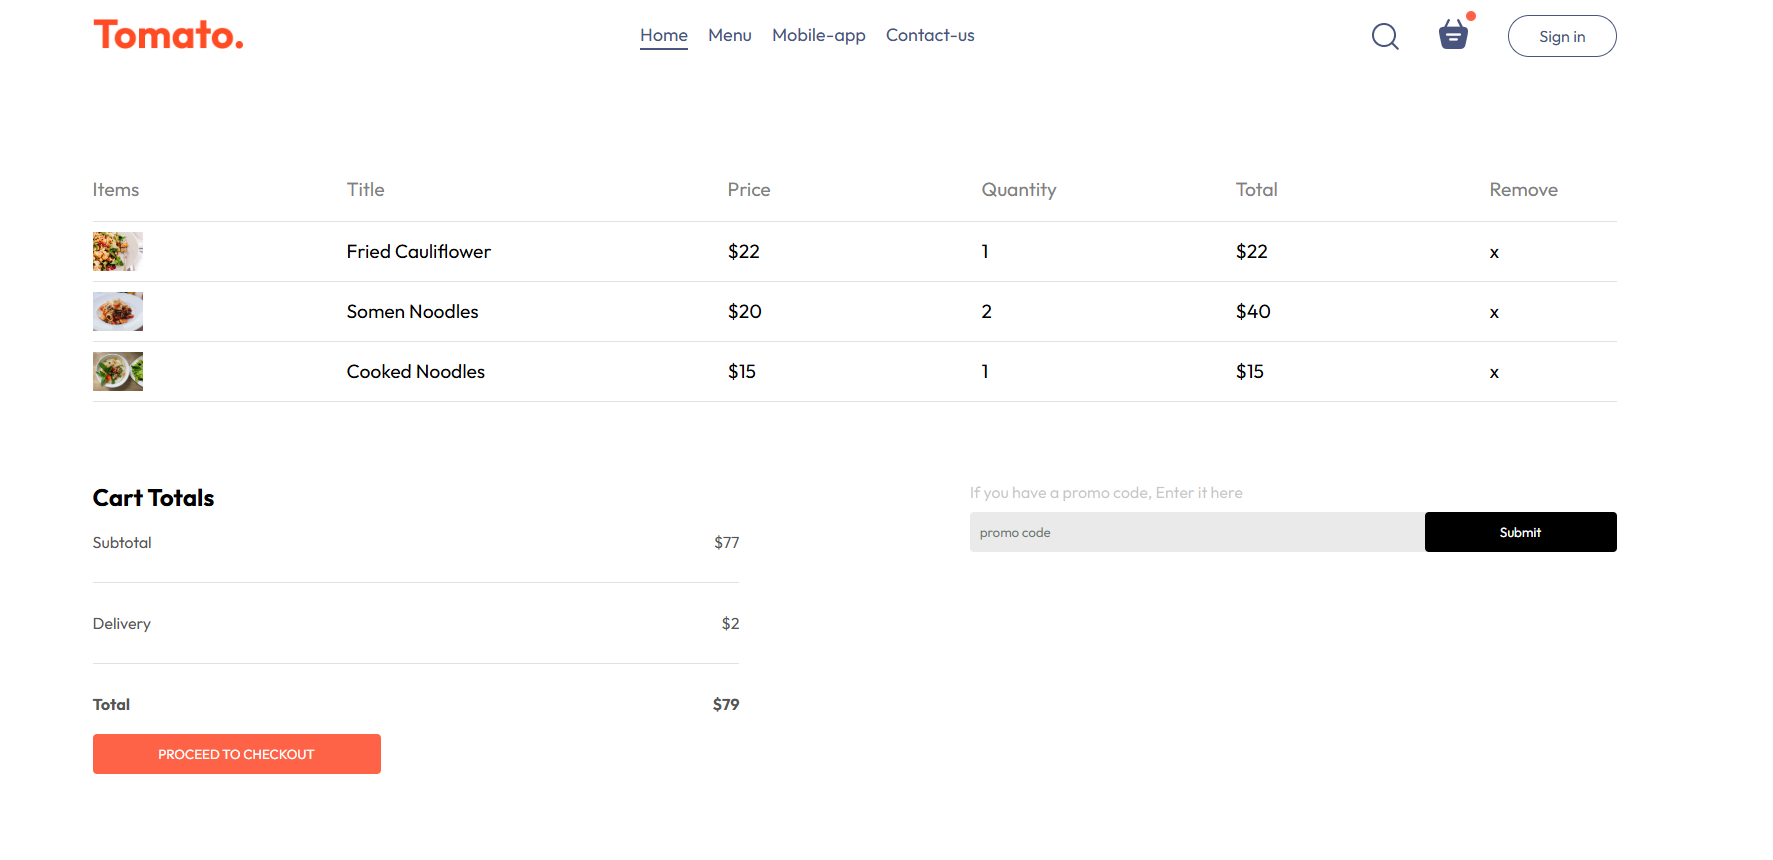 Tomato.
Home Menu Mobile-app Contact-us
Sign in
Items Title Price Quantity Total Remove
Fried Cauliflower $22 1 $22 x
Somen Noodles $20 2 $40 x
Cooked Noodles $15 1 $15 x
Cart Totals
Subtotal $77
Delivery $2
Total $79
PROCEED TO CHECKOUT
If you have a promo code, Enter it here
promo code Submit